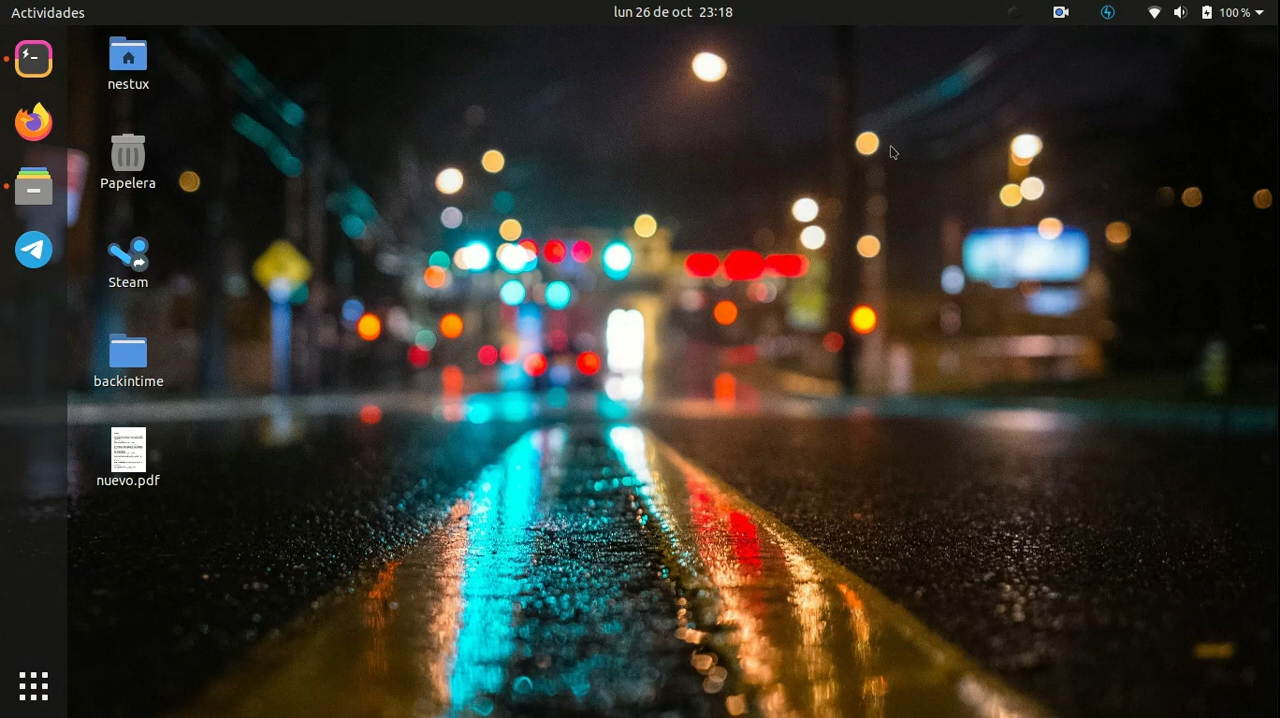 Actividades
lun 26 de oct 23:18
100 %
nestux
Papelera
Steam
backintime
nuevo.pdf